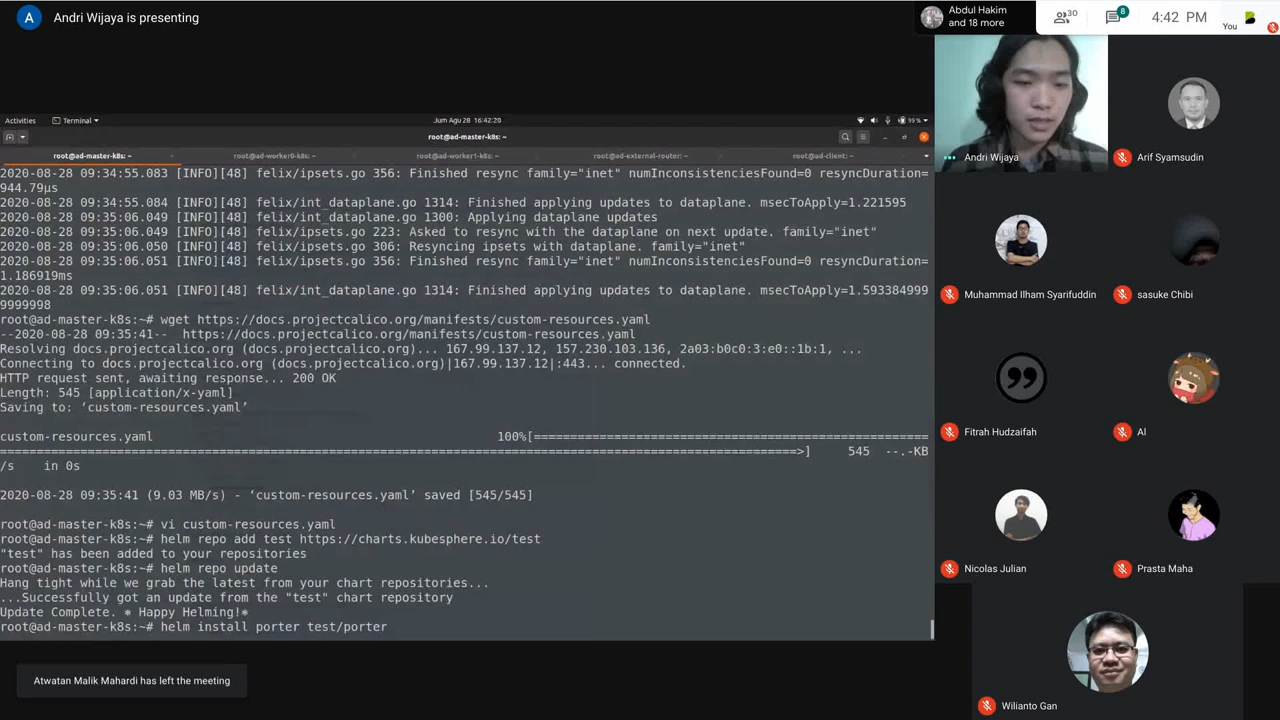 A
Andri Wijaya is presenting
Abdul Hakim
and 18 more
30
8
4:42 PM
You
Activities
Terminal
Jum Agu 28 16:42:20
99 %
root@ad-master-k8s: ~
root@ad-master-k8s: ~
root@ad-worker0-k8s: ~
root@ad-worker1-k8s: ~
root@ad-external-router: ~
root@ad-client: ~
2020-08-28 09:34:55.083 [INFO][48] felix/ipsets.go 356: Finished resync family="inet" numInconsistenciesFound=0 resyncDuration=
944.79µs
2020-08-28 09:34:55.084 [INFO][48] felix/int_dataplane.go 1314: Finished applying updates to dataplane. msecToApply=1.221595
2020-08-28 09:35:06.049 [INFO][48] felix/int_dataplane.go 1300: Applying dataplane updates
2020-08-28 09:35:06.049 [INFO][48] felix/ipsets.go 223: Asked to resync with the dataplane on next update. family="inet"
2020-08-28 09:35:06.050 [INFO][48] felix/ipsets.go 306: Resyncing ipsets with dataplane. family="inet"
2020-08-28 09:35:06.051 [INFO][48] felix/ipsets.go 356: Finished resync family="inet" numInconsistenciesFound=0 resyncDuration=
1.186919ms
2020-08-28 09:35:06.051 [INFO][48] felix/int_dataplane.go 1314: Finished applying updates to dataplane. msecToApply=1.593384999
9999998
root@ad-master-k8s:~# wget https://docs.projectcalico.org/manifests/custom-resources.yaml
--2020-08-28 09:35:41-- https://docs.projectcalico.org/manifests/custom-resources.yaml
Resolving docs.projectcalico.org (docs.projectcalico.org)... 167.99.137.12, 157.230.103.136, 2a03:b0c0:3:e0::1b:1, ...
Connecting to docs.projectcalico.org (docs.projectcalico.org)|167.99.137.12|:443... connected.
HTTP request sent, awaiting response... 200 OK
Length: 545 [application/x-yaml]
Saving to: ‘custom-resources.yaml’
custom-resources.yaml 100%[===========================================
=====================================================================================>] 545 --.-KB
/s in 0s
2020-08-28 09:35:41 (9.03 MB/s) - ‘custom-resources.yaml’ saved [545/545]
root@ad-master-k8s:~# vi custom-resources.yaml
root@ad-master-k8s:~# helm repo add test https://charts.kubesphere.io/test
"test" has been added to your repositories
root@ad-master-k8s:~# helm repo update
Hang tight while we grab the latest from your chart repositories...
...Successfully got an update from the "test" chart repository
Update Complete. ⎈ Happy Helming!⎈
root@ad-master-k8s:~# helm install porter test/porter
Andri Wijaya
Arif Syamsudin
Muhammad Ilham Syarifuddin
sasuke Chibi
Fitrah Hudzaifah
Al
Nicolas Julian
Prasta Maha
Wilianto Gan
Atwatan Malik Mahardi has left the meeting